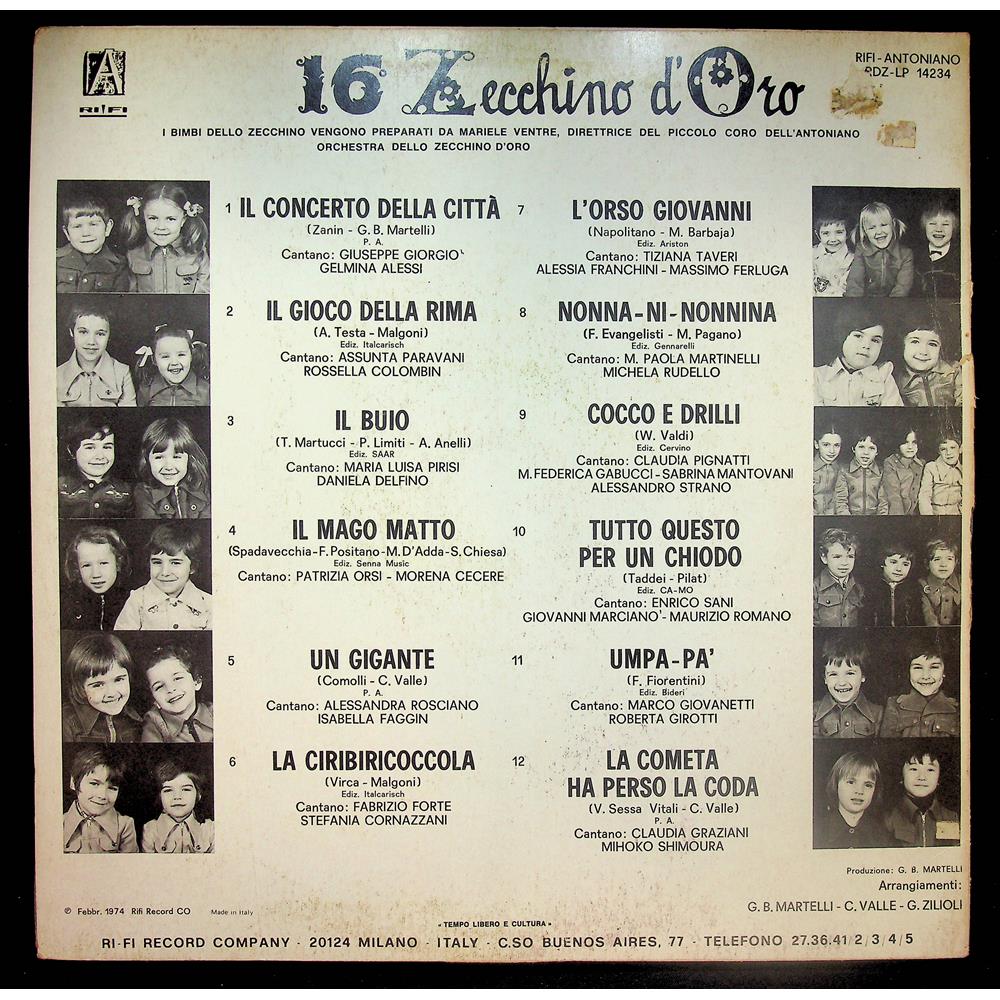 A
RI-FI
16 Zecchino d'Oro
RIFI-ANTONIANO
RDZ-LP 14234
I BIMBI DELLO ZECCHINO VENGONO PREPARATI DA MARIELE VENTRE, DIRETTRICE DEL PICCOLO CORO DELL'ANTONIANO
ORCHESTRA DELLO ZECCHINO D'ORO
1 IL CONCERTO DELLA CITTÀ
(Zanin - G. B. Martelli)
P. A.
Cantano: GIUSEPPE GIORGIO'
GELMINA ALESSI
2 IL GIOCO DELLA RIMA
(A. Testa - Malgoni)
Ediz. Italcarisch
Cantano: ASSUNTA PARAVANI
ROSSELLA COLOMBIN
3 IL BUIO
(T. Martucci - P. Limiti - A. Anelli)
Ediz. SAAR
Cantano: MARIA LUISA PIRISI
DANIELA DELFINO
4 IL MAGO MATTO
(Spadavecchia-F. Positano-M. D'Adda-S. Chiesa)
Ediz. Senna Music
Cantano: PATRIZIA ORSI - MORENA CECERE
5 UN GIGANTE
(Comolli - C. Valle)
P. A.
Cantano: ALESSANDRA ROSCIANO
ISABELLA FAGGIN
6 LA CIRIBIRICOCCOLA
(Virca - Malgoni)
Ediz. Italcarisch
Cantano: FABRIZIO FORTE
STEFANIA CORNAZZANI
7 L'ORSO GIOVANNI
(Napolitano - M. Barbaja)
Ediz. Ariston
Cantano: TIZIANA TAVERI
ALESSIA FRANCHINI - MASSIMO FERLUGA
8 NONNA-NI-NONNINA
(F. Evangelisti - M. Pagano)
Ediz. Gennarelli
Cantano: M. PAOLA MARTINELLI
MICHELA RUDELLO
9 COCCO E DRILLI
(W. Valdi)
Ediz. Cervino
Cantano: CLAUDIA PIGNATTI
M. FEDERICA GABUCCI - SABRINA MANTOVANI
ALESSANDRO STRANO
10 TUTTO QUESTO
PER UN CHIODO
(Taddei - Pilat)
Ediz. CA-MO
Cantano: ENRICO SANI
GIOVANNI MARCIANO' - MAURIZIO ROMANO
11 UMPA-PA'
(F. Fiorentini)
Ediz. Bideri
Cantano: MARCO GIOVANETTI
ROBERTA GIROTTI
12 LA COMETA
HA PERSO LA CODA
(V. Sessa Vitali - C. Valle)
P. A.
Cantano: CLAUDIA GRAZIANI
MIHOKO SHIMOURA
Produzione: G. B. MARTELLI
Arrangiamenti:
G. B. MARTELLI - C. VALLE - G. ZILIOLI
℗ Febbr. 1974 Rifi Record CO Made in Italy
« TEMPO LIBERO E CULTURA »
RI-FI RECORD COMPANY - 20124 MILANO - ITALY - C.SO BUENOS AIRES, 77 - TELEFONO 27.36.41/2/3/4/5